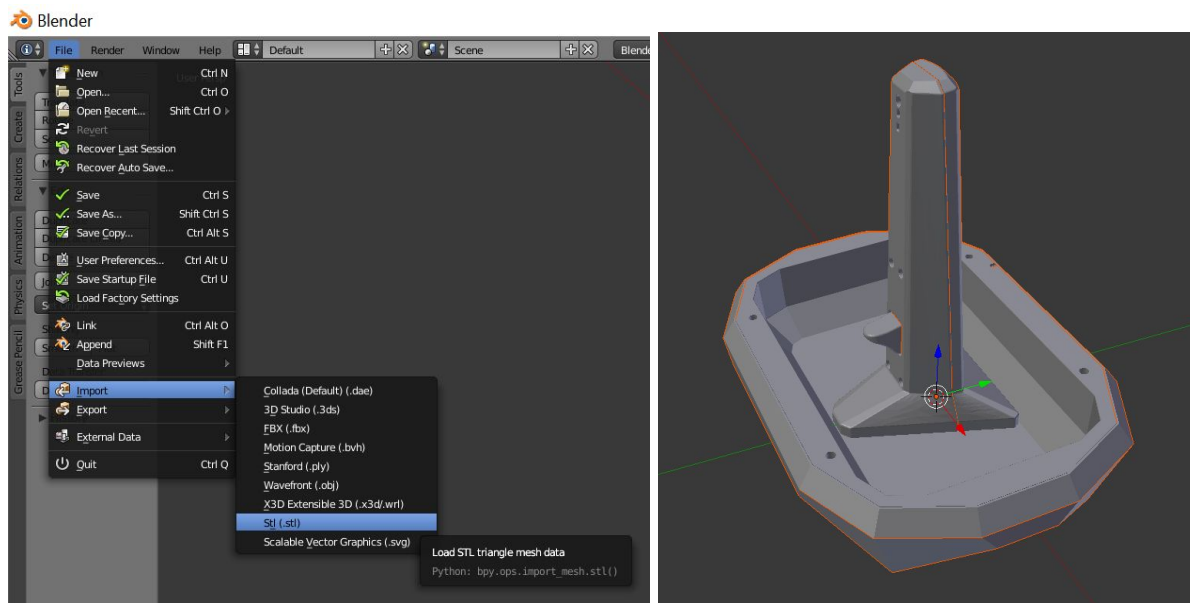 Blender
File Render Window Help Default Scene Blende
Tools
Create
Relations
Animation
Physics
Grease Pencil
New Ctrl N
Open... Ctrl O
Open Recent... Shift Ctrl O
Revert
Recover Last Session
Recover Auto Save...
Save Ctrl S
Save As... Shift Ctrl S
Save Copy... Ctrl Alt S
User Preferences... Ctrl Alt U
Save Startup File Ctrl U
Load Factory Settings
Link Ctrl Alt O
Append Shift F1
Data Previews
Import
Export
External Data
Quit Ctrl Q
Collada (Default) (.dae)
3D Studio (.3ds)
FBX (.fbx)
Motion Capture (.bvh)
Stanford (.ply)
Wavefront (.obj)
X3D Extensible 3D (.x3d/.wrl)
Stl (.stl)
Scalable Vector Graphics (.svg)
Load STL triangle mesh data
Python: bpy.ops.import_mesh.stl()